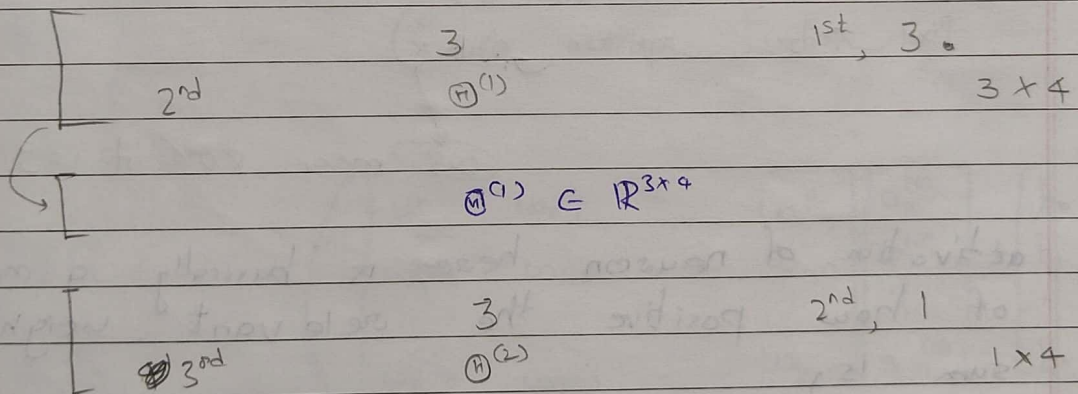 3 1st, 3.
2nd Ⓗ(1) 3 × 4
Ⓗ(1) ∈ ℝ3×4
3 2nd, 1
3rd Ⓗ(2) 1 × 4